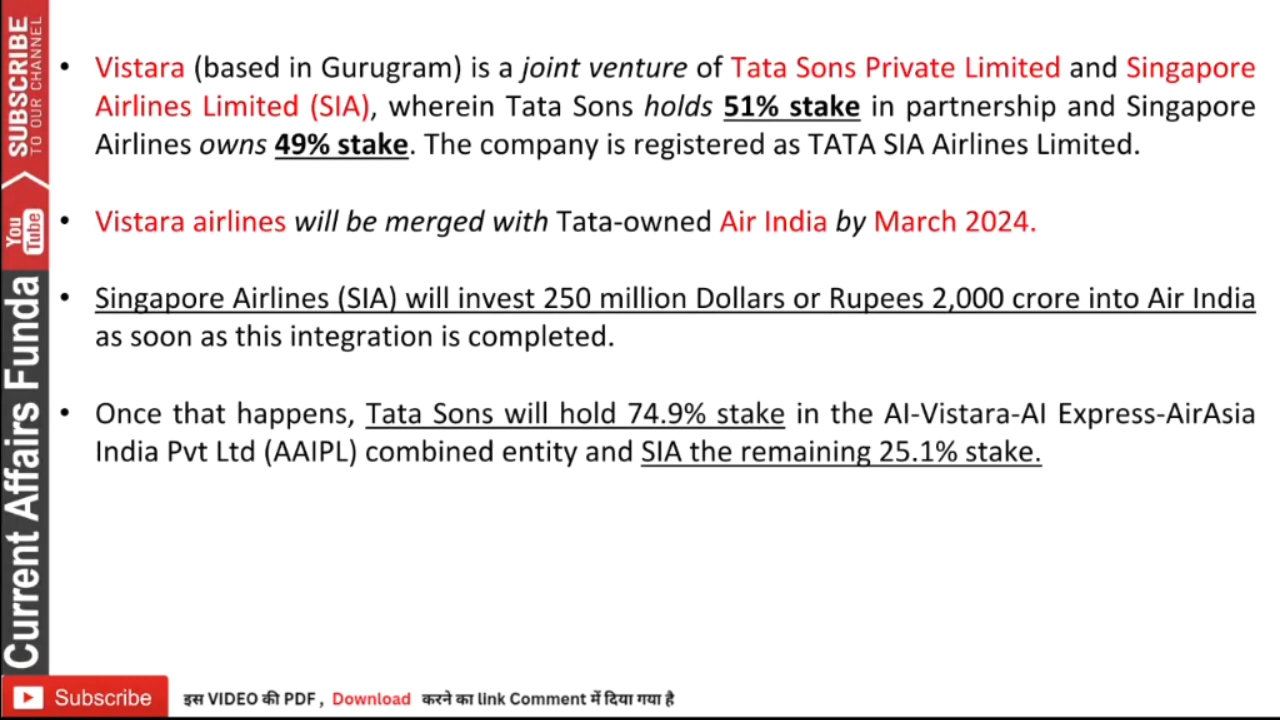 SUBSCRIBE
TO OUR CHANNEL
You
Tube
Current Affairs Funda
• Vistara (based in Gurugram) is a joint venture of Tata Sons Private Limited and Singapore
Airlines Limited (SIA), wherein Tata Sons holds 51% stake in partnership and Singapore
Airlines owns 49% stake. The company is registered as TATA SIA Airlines Limited.
• Vistara airlines will be merged with Tata-owned Air India by March 2024.
• Singapore Airlines (SIA) will invest 250 million Dollars or Rupees 2,000 crore into Air India
as soon as this integration is completed.
• Once that happens, Tata Sons will hold 74.9% stake in the AI-Vistara-AI Express-AirAsia
India Pvt Ltd (AAIPL) combined entity and SIA the remaining 25.1% stake.
Subscribe इस VIDEO की PDF , Download करने का link Comment में दिया गया है